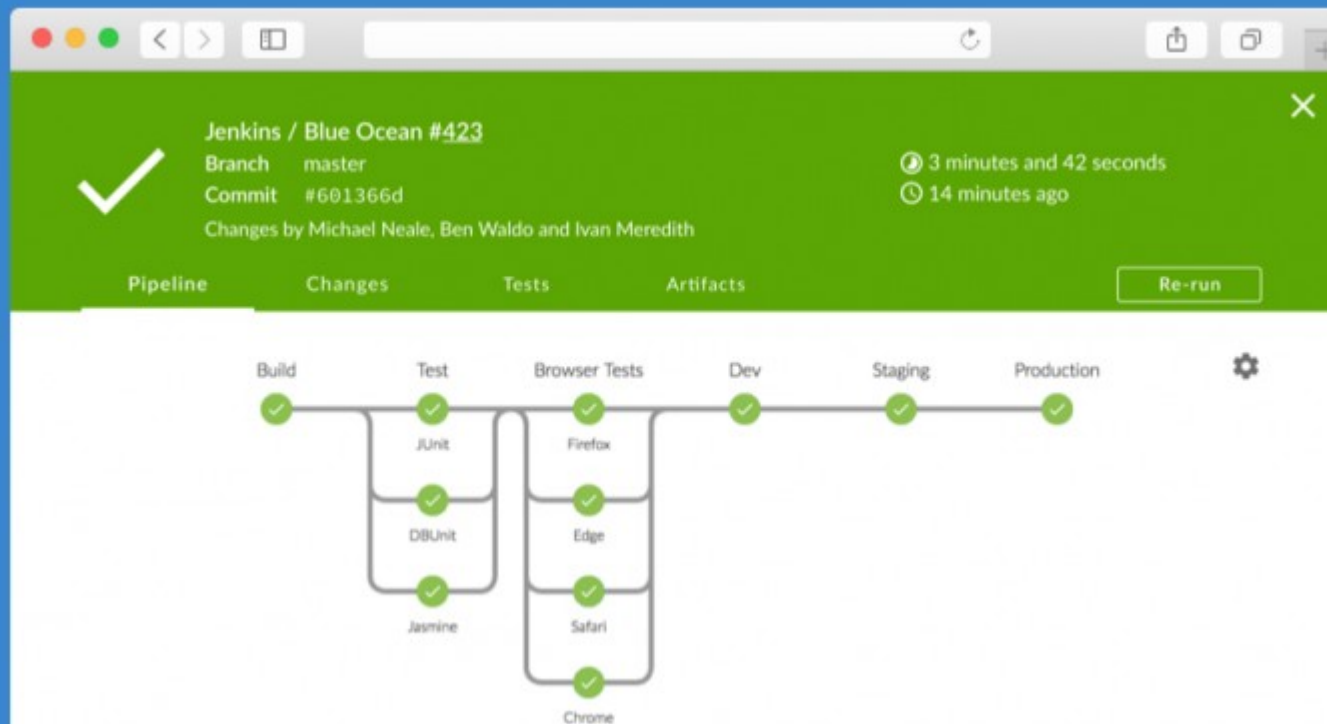 Jenkins / Blue Ocean #423
Branch master
Commit #601366d
Changes by Michael Neale, Ben Waldo and Ivan Meredith
3 minutes and 42 seconds
14 minutes ago
Pipeline Changes Tests Artifacts Re-run
Build Test Browser Tests Dev Staging Production
JUnit Firefox
DBUnit Edge
Jasmine Safari
Chrome